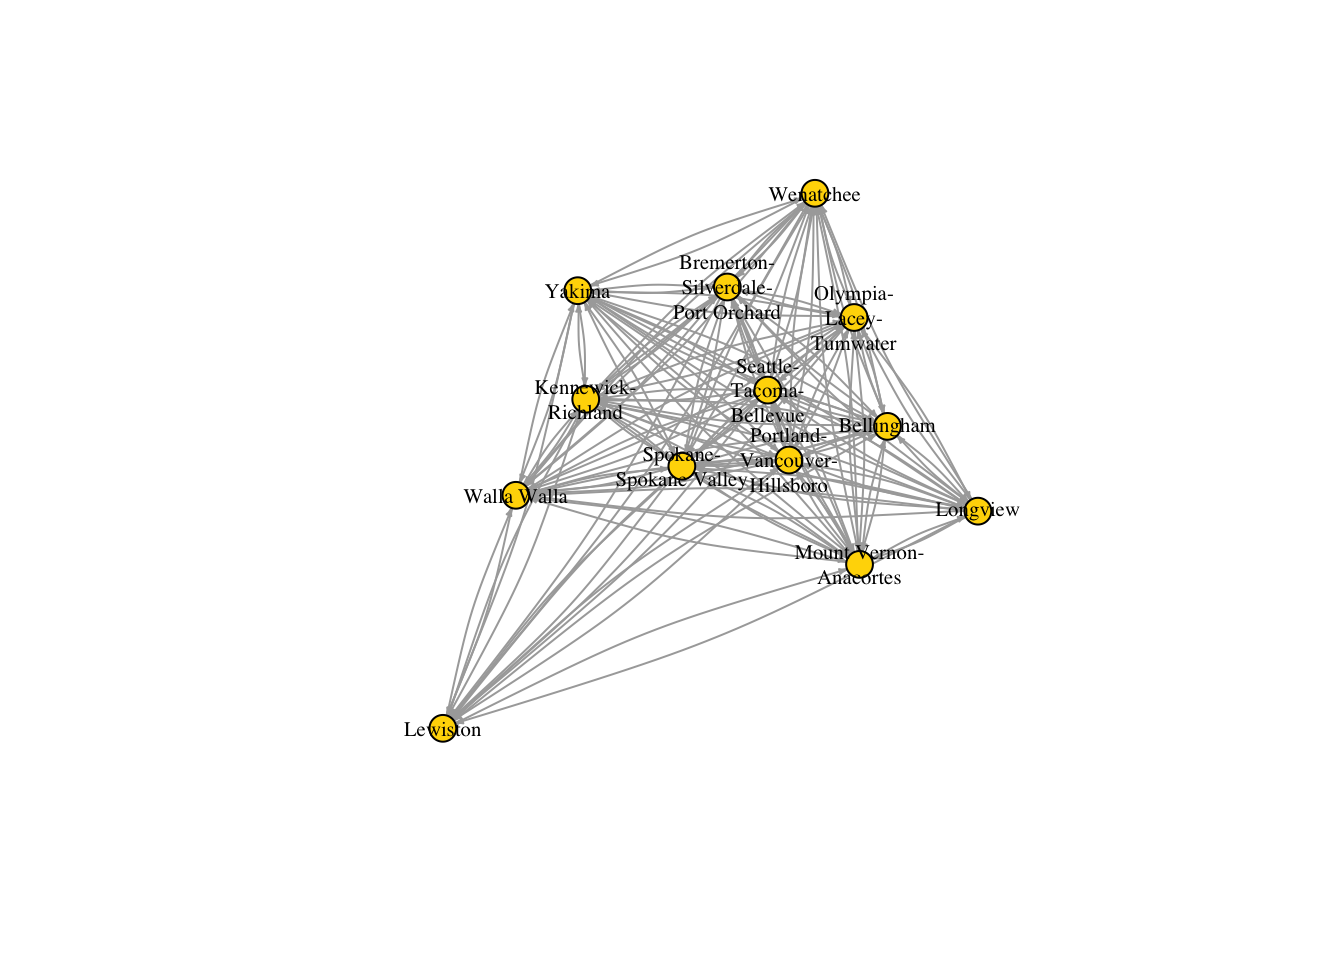 Wenatchee
Bremerton-
Silverdale-
Port Orchard
Yakima
Olympia-
Lacey-
Tumwater
Seattle-
Tacoma-
Bellevue
Kennewick-
Richland
Bellingham
Portland-
Vancouver-
Hillsboro
Spokane-
Spokane Valley
Walla Walla
Longview
Mount Vernon-
Anacortes
Lewiston